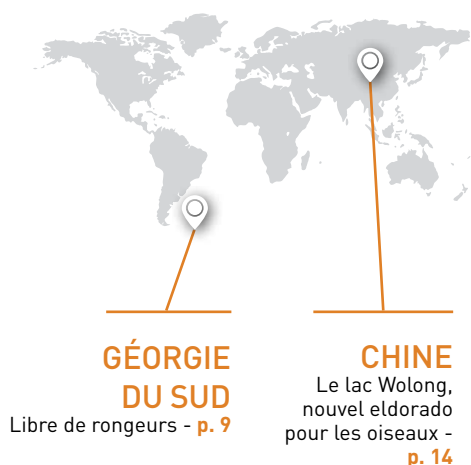 GÉORGIE
DU SUD
Libre de rongeurs - p. 9
CHINE
Le lac Wolong,
nouvel eldorado
pour les oiseaux -
p. 14